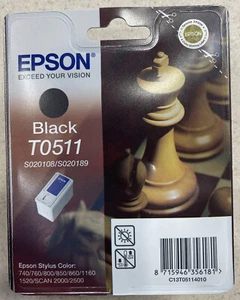 EPSON
EXCEED YOUR VISION
Black
T0511
S020108/S020189
Epson Stylus Color:
740/760/800/850/860/1160
1520/SCAN 2000/2500
8 715946 356181 >
C13T05114010